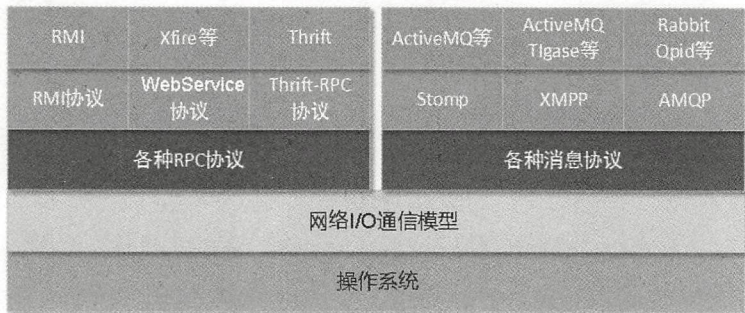 RMI
Xfire等
Thrift
ActiveMQ等
ActiveMQ
TIgase等
Rabbit
Qpid等
RMI协议
WebService
协议
Thrift-RPC
协议
Stomp
XMPP
AMQP
各种RPC协议
各种消息协议
网络I/O通信模型
操作系统